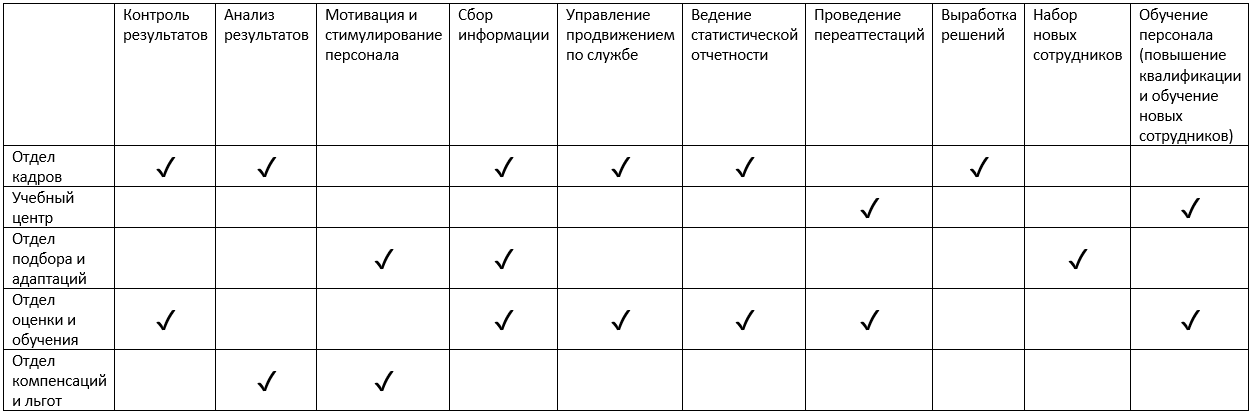 Контроль
результатов
Анализ
результатов
Мотивация и
стимулирование
персонала
Сбор
информации
Управление
продвижением
по службе
Ведение
статистической
отчетности
Проведение
переаттестаций
Выработка
решений
Набор
новых
сотрудников
Обучение
персонала
(повышение
квалификации
и обучение
новых
сотрудников)
Отдел
кадров
✓ ✓ ✓ ✓ ✓ ✓
Учебный
центр
✓ ✓
Отдел
подбора и
адаптаций
✓ ✓ ✓
Отдел
оценки и
обучения
✓ ✓ ✓ ✓ ✓ ✓
Отдел
компенсаций
и льгот
✓ ✓